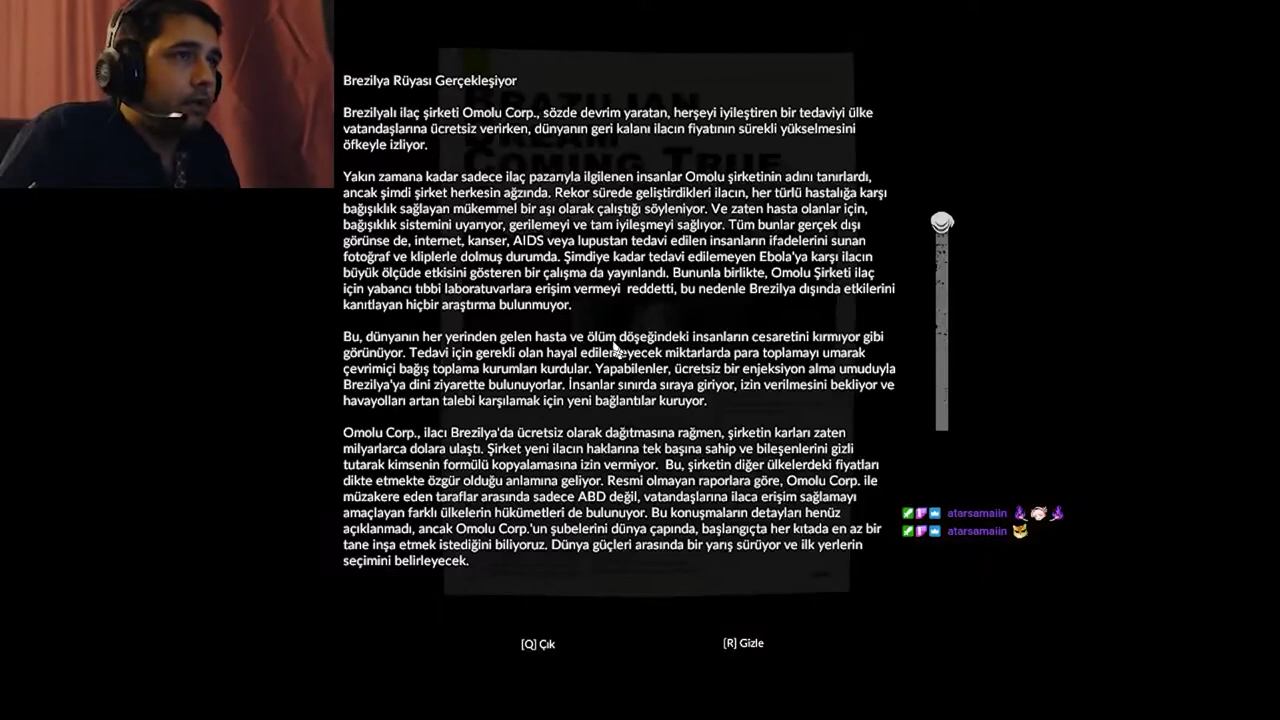 Brezilya Rüyası Gerçekleşiyor
Brezilyalı ilaç şirketi Omolu Corp., sözde devrim yaratan, herşeyi iyileştiren bir tedaviyi ülke
vatandaşlarına ücretsiz verirken, dünyanın geri kalanı ilacın fiyatının sürekli yükselmesini
öfkeyle izliyor.
Yakın zamana kadar sadece ilaç pazarıyla ilgilenen insanlar Omolu şirketinin adını tanırlardı,
ancak şimdi şirket herkesin ağzında. Rekor sürede geliştirdikleri ilacın, her türlü hastalığa karşı
bağışıklık sağlayan mükemmel bir aşı olarak çalıştığı söyleniyor. Ve zaten hasta olanlar için,
bağışıklık sistemini uyarıyor, gerilemeyi ve tam iyileşmeyi sağlıyor. Tüm bunlar gerçek dışı
görünse de, internet, kanser, AIDS veya lupustan tedavi edilen insanların ifadelerini sunan
fotoğraf ve kliplerle dolmuş durumda. Şimdiye kadar tedavi edilemeyen Ebola'ya karşı ilacın
büyük ölçüde etkisini gösteren bir çalışma da yayınlandı. Bununla birlikte, Omolu Şirketi ilaç
için yabancı tıbbi laboratuvarlara erişim vermeyi reddetti, bu nedenle Brezilya dışında etkilerini
kanıtlayan hiçbir araştırma bulunmuyor.
Bu, dünyanın her yerinden gelen hasta ve ölüm döşeğindeki insanların cesaretini kırmıyor gibi
görünüyor. Tedavi için gerekli olan hayal edilemeyecek miktarlarda para toplamayı umarak
çevrimiçi bağış toplama kurumları kurdular. Yapabilenler, ücretsiz bir enjeksiyon alma umuduyla
Brezilya'ya dini ziyarette bulunuyorlar. İnsanlar sınırda sıraya giriyor, izin verilmesini bekliyor ve
havayolları artan talebi karşılamak için yeni bağlantılar kuruyor.
Omolu Corp., ilacı Brezilya'da ücretsiz olarak dağıtmasına rağmen, şirketin karları zaten
milyarlarca dolara ulaştı. Şirket yeni ilacın haklarına tek başına sahip ve bileşenlerini gizli
tutarak kimsenin formülü kopyalamasına izin vermiyor. Bu, şirketin diğer ülkelerdeki fiyatları
dikte etmekte özgür olduğu anlamına geliyor. Resmi olmayan raporlara göre, Omolu Corp. ile
müzakere eden taraflar arasında sadece ABD değil, vatandaşlarına ilaca erişim sağlamayı
amaçlayan farklı ülkelerin hükümetleri de bulunuyor. Bu konuşmaların detayları henüz
açıklanmadı, ancak Omolu Corp.'un şubelerini dünya çapında, başlangıçta her kıtada en az bir
tane inşa etmek istediğini biliyoruz. Dünya güçleri arasında bir yarış sürüyor ve ilk yerlerin
seçimini belirleyecek.
BRAZILIAN
DREAM
COMING TRUE
atarsamaiin
atarsamaiin
[Q] Çık
[R] Gizle